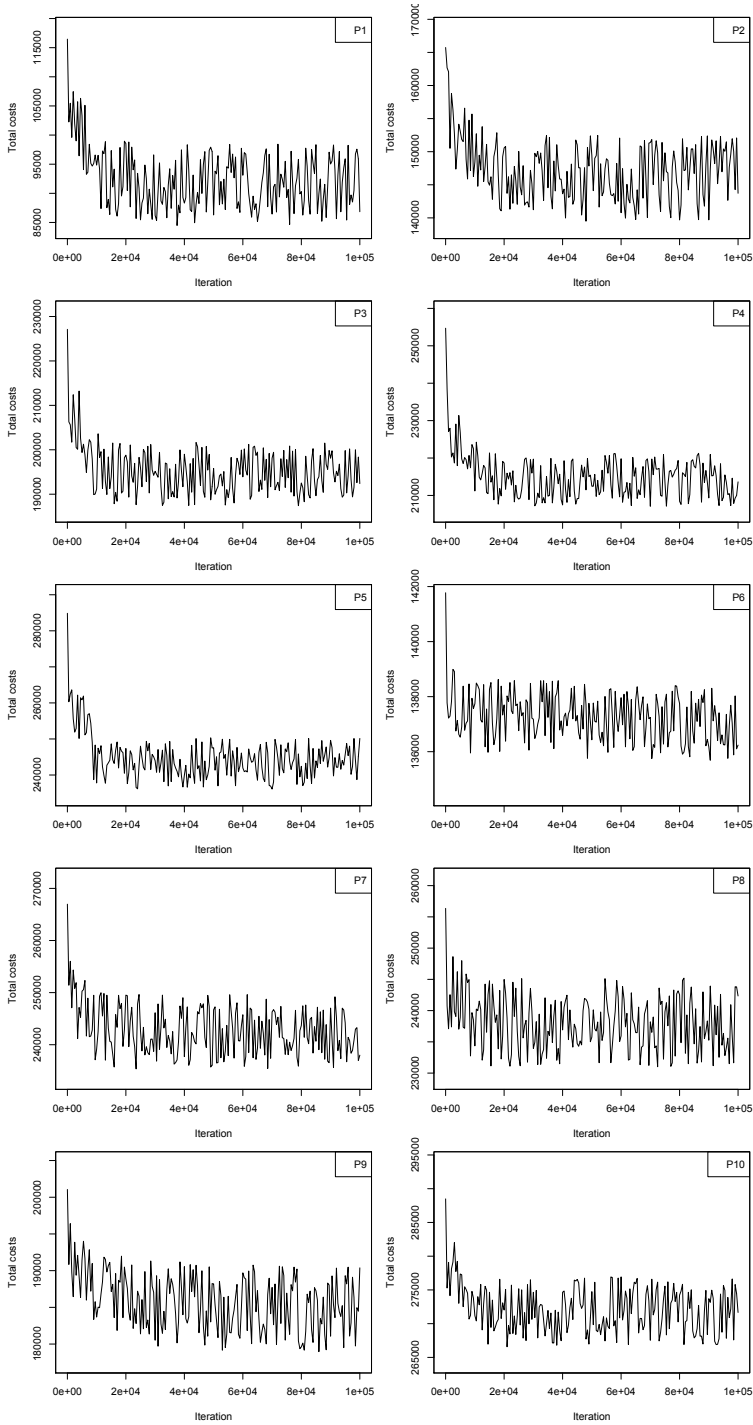 P1
Total costs
85000 95000 105000 115000
0e+00 2e+04 4e+04 6e+04 8e+04 1e+05
Iteration
P2
Total costs
140000 150000 160000 170000
0e+00 2e+04 4e+04 6e+04 8e+04 1e+05
Iteration
P3
Total costs
190000 200000 210000 220000 230000
0e+00 2e+04 4e+04 6e+04 8e+04 1e+05
Iteration
P4
Total costs
210000 230000 250000
0e+00 2e+04 4e+04 6e+04 8e+04 1e+05
Iteration
P5
Total costs
240000 260000 280000
0e+00 2e+04 4e+04 6e+04 8e+04 1e+05
Iteration
P6
Total costs
136000 138000 140000 142000
0e+00 2e+04 4e+04 6e+04 8e+04 1e+05
Iteration
P7
Total costs
240000 250000 260000 270000
0e+00 2e+04 4e+04 6e+04 8e+04 1e+05
Iteration
P8
Total costs
230000 240000 250000 260000
0e+00 2e+04 4e+04 6e+04 8e+04 1e+05
Iteration
P9
Total costs
180000 190000 200000
0e+00 2e+04 4e+04 6e+04 8e+04 1e+05
Iteration
P10
Total costs
265000 275000 285000 295000
0e+00 2e+04 4e+04 6e+04 8e+04 1e+05
Iteration